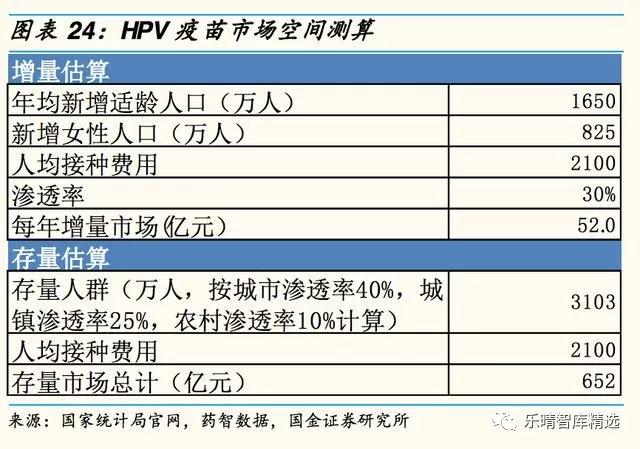 图表 24：HPV 疫苗市场空间测算
增量估算
年均新增适龄人口（万人） 1650
新增女性人口（万人） 825
人均接种费用 2100
渗透率 30%
每年增量市场(亿元） 52.0
存量估算
存量人群（万人，按城市渗透率40%，城
镇渗透率25%，农村渗透率10%计算） 3103
人均接种费用 2100
存量市场总计（亿元） 652
来源：国家统计局官网，药智数据，国金证券研究所
乐晴智库精选